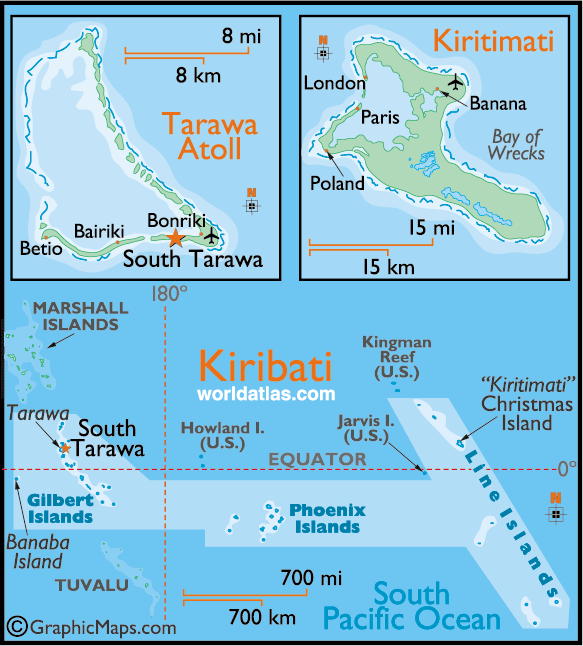 8 mi
8 km
Tarawa
Atoll
N
Bonriki
Bairiki
Betio
South Tarawa
N
Kiritimati
London
Banana
Paris
Bay of
Wrecks
Poland
15 mi
15 km
180°
MARSHALL
ISLANDS
Kiribati
worldatlas.com
Kingman
Reef
(U.S.)
"Kiritimati"
Christmas
Island
Tarawa
South
Tarawa
Howland I.
(U.S.)
Jarvis I.
(U.S.)
EQUATOR
0°
Gilbert
Islands
Phoenix
Islands
Line Islands
N
Banaba
Island
TUVALU
700 mi
700 km
South
Pacific Ocean
©GraphicMaps.com